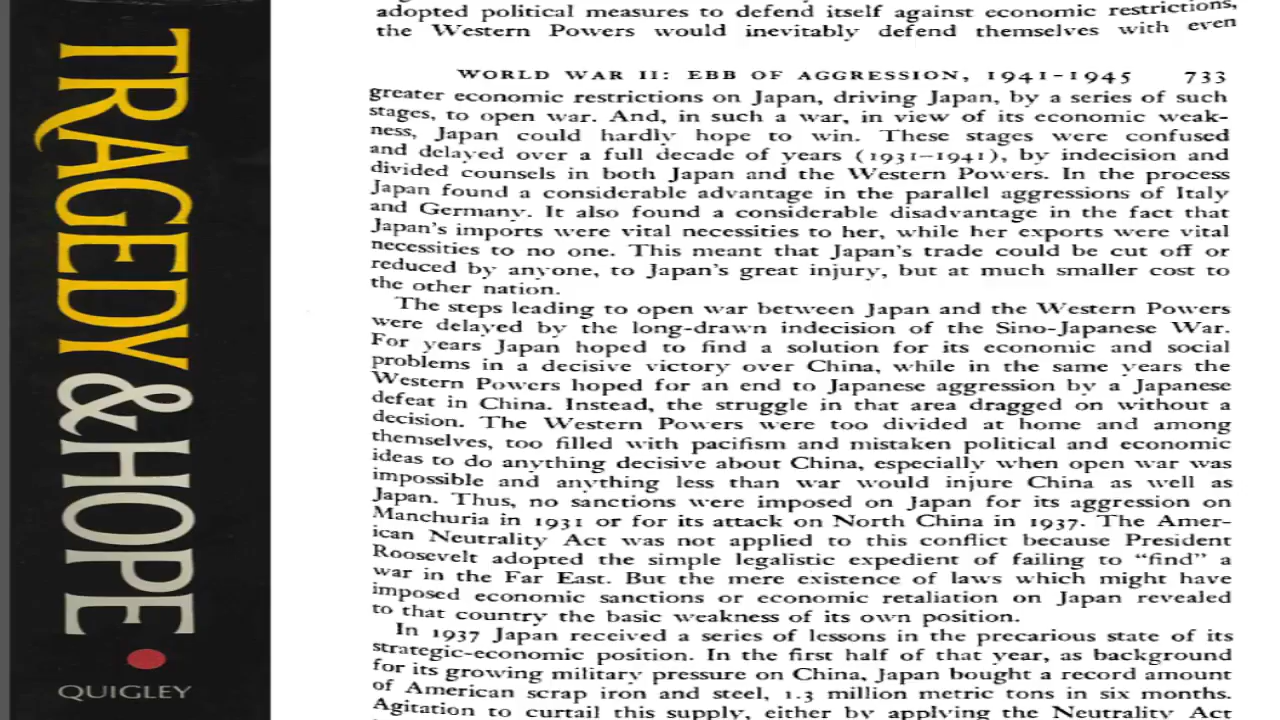 TRAGEDY & HOPE
QUIGLEY
adopted political measures to defend itself against economic restrictions,
the Western Powers would inevitably defend themselves with even
WORLD WAR II: EBB OF AGGRESSION, 1941-1945 733
greater economic restrictions on Japan, driving Japan, by a series of such
stages, to open war. And, in such a war, in view of its economic weak-
ness, Japan could hardly hope to win. These stages were confused
and delayed over a full decade of years (1931-1941), by indecision and
divided counsels in both Japan and the Western Powers. In the process
Japan found a considerable advantage in the parallel aggressions of Italy
and Germany. It also found a considerable disadvantage in the fact that
Japan's imports were vital necessities to her, while her exports were vital
necessities to no one. This meant that Japan's trade could be cut off or
reduced by anyone, to Japan's great injury, but at much smaller cost to
the other nation.
The steps leading to open war between Japan and the Western Powers
were delayed by the long-drawn indecision of the Sino-Japanese War.
For years Japan hoped to find a solution for its economic and social
problems in a decisive victory over China, while in the same years the
Western Powers hoped for an end to Japanese aggression by a Japanese
defeat in China. Instead, the struggle in that area dragged on without a
decision. The Western Powers were too divided at home and among
themselves, too filled with pacifism and mistaken political and economic
ideas to do anything decisive about China, especially when open war was
impossible and anything less than war would injure China as well as
Japan. Thus, no sanctions were imposed on Japan for its aggression on
Manchuria in 1931 or for its attack on North China in 1937. The Amer-
ican Neutrality Act was not applied to this conflict because President
Roosevelt adopted the simple legalistic expedient of failing to "find" a
war in the Far East. But the mere existence of laws which might have
imposed economic sanctions or economic retaliation on Japan revealed
to that country the basic weakness of its own position.
In 1937 Japan received a series of lessons in the precarious state of its
strategic-economic position. In the first half of that year, as background
for its growing military pressure on China, Japan bought a record amount
of American scrap iron and steel, 1.3 million metric tons in six months.
Agitation to curtail this supply, either by applying the Neutrality Act